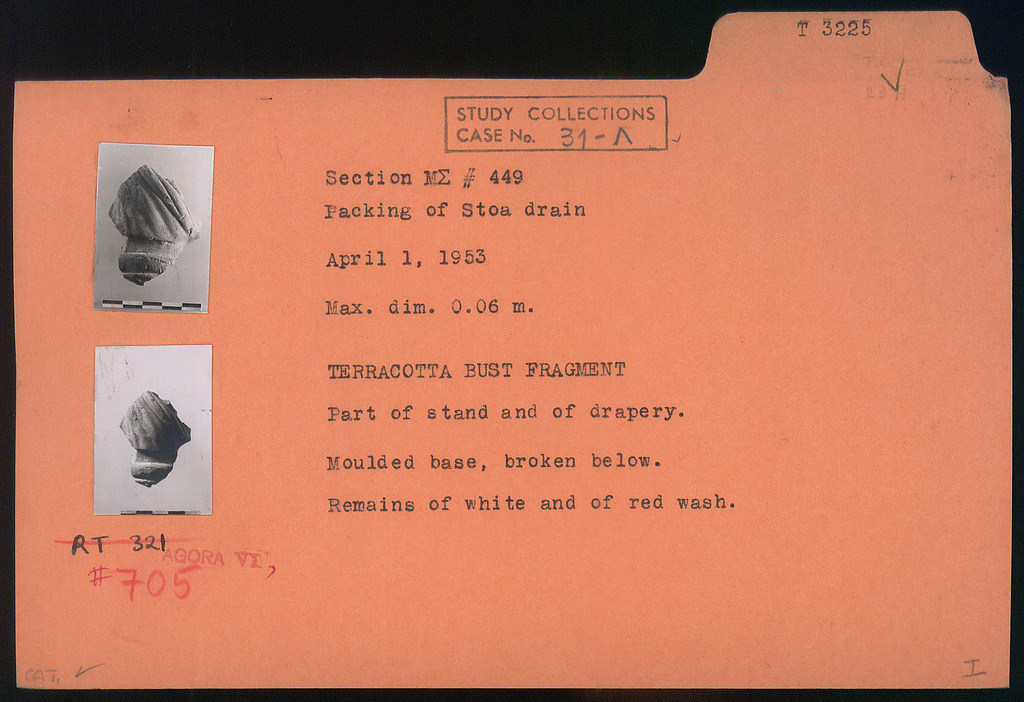 T 3225
STUDY COLLECTIONS
CASE No. 31-Λ
Section ΜΣ # 449
Packing of Stoa drain
April 1, 1953
Max. dim. 0.06 m.
TERRACOTTA BUST FRAGMENT
Part of stand and of drapery.
Moulded base, broken below.
Remains of white and of red wash.
RT 321
AGORA VI,
#705
CAT. ✓
I